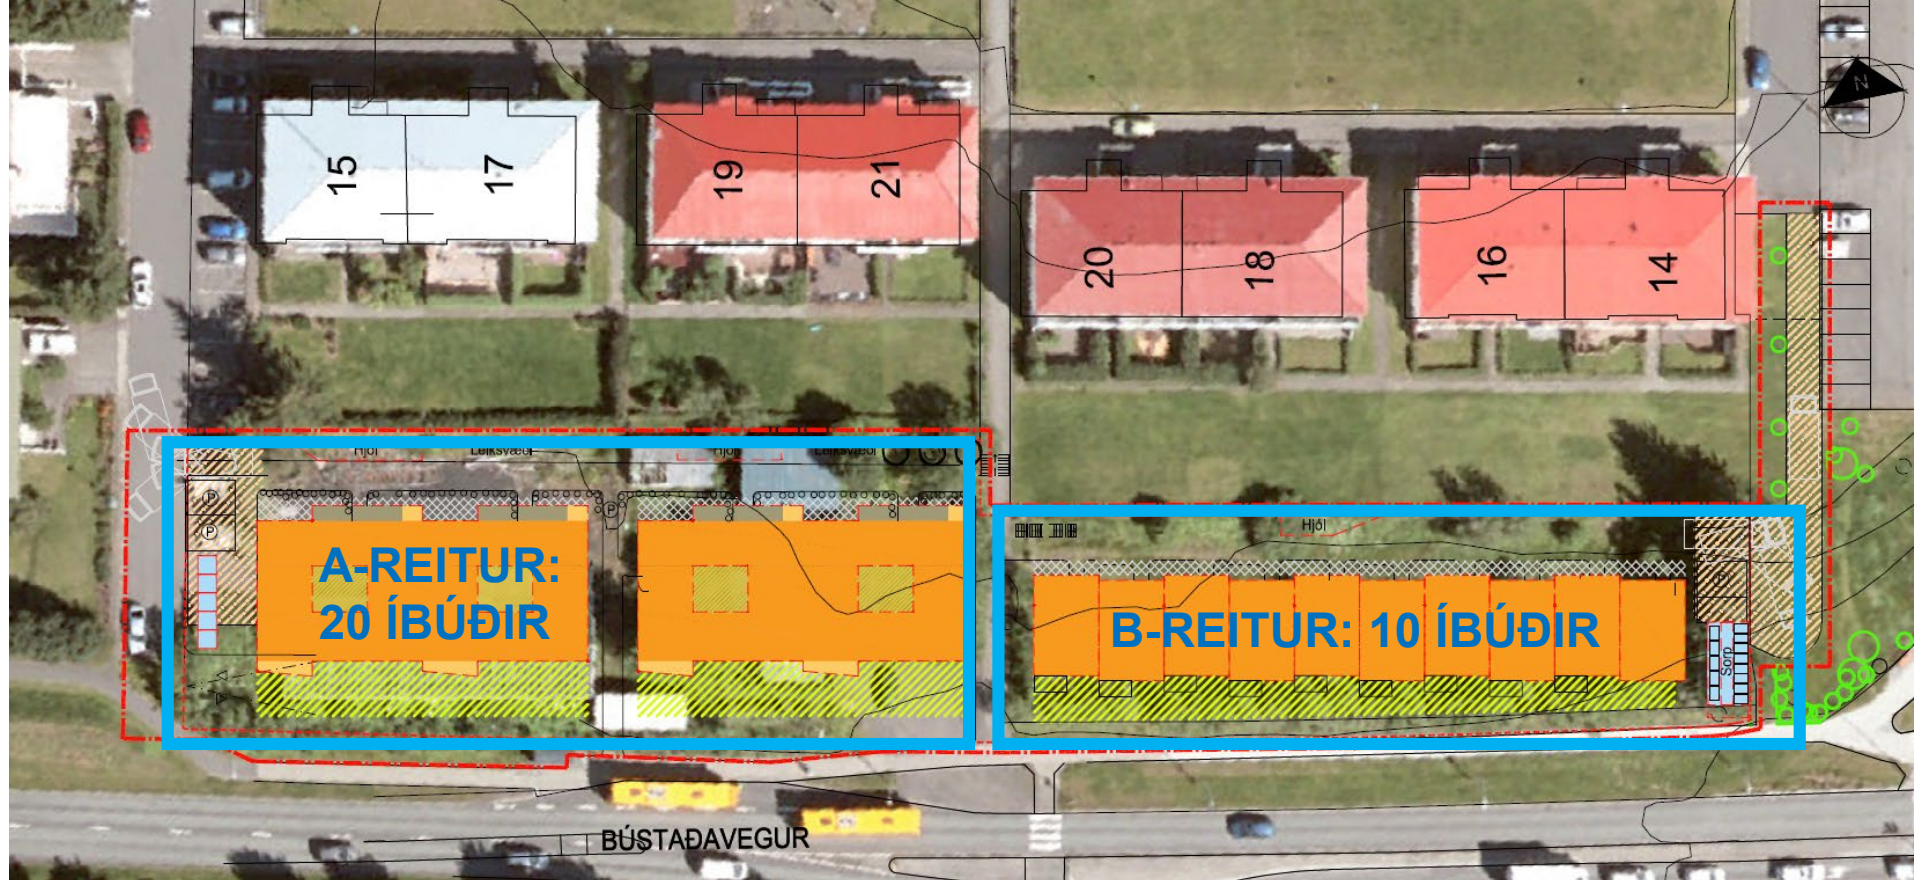 N
15
17
19
21
20
18
16
14
Hjól
Leiksvæði
Hjól
Leiksvæði
P
P
P
A-REITUR:
20 ÍBÚÐIR
Hjól
B-REITUR: 10 ÍBÚÐIR
P
Sorp
BÚSTAÐAVEGUR